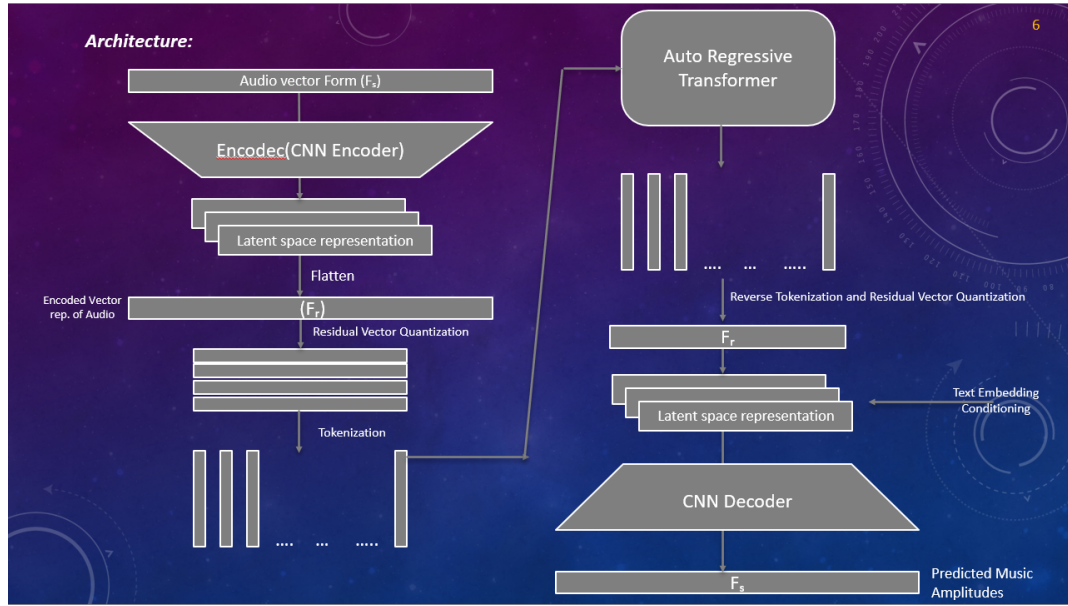 6
Architecture:
Audio vector Form (Fs)
Encodec(CNN Encoder)
Latent space representation
Flatten
Encoded Vector
rep. of Audio
(Fr)
Residual Vector Quantization
Tokenization
.... ... .....
Auto Regressive
Transformer
.... ... .....
Reverse Tokenization and Residual Vector Quantization
Fr
Latent space representation
Text Embedding
Conditioning
CNN Decoder
Fs
Predicted Music
Amplitudes